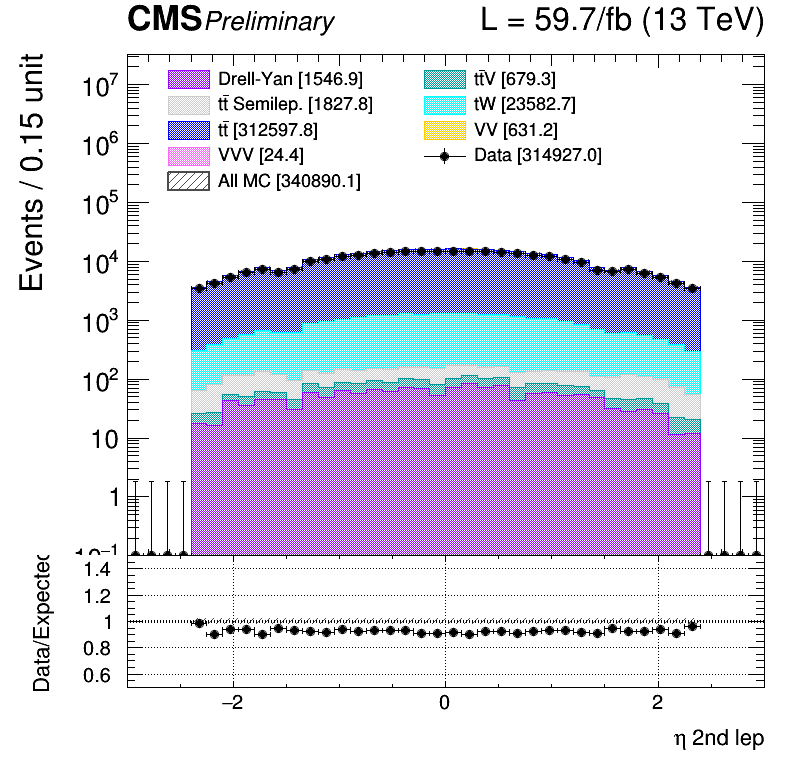 CMS Preliminary L = 59.7/fb (13 TeV)
Events / 0.15 unit
Drell-Yan [1546.9]
tt̄V [679.3]
tt̄ Semilep. [1827.8]
tW [23582.7]
tt̄ [312597.8]
VV [631.2]
VVV [24.4]
Data [314927.0]
All MC [340890.1]
10⁷
10⁶
10⁵
10⁴
10³
10²
10
1
10⁻¹
Data/Expected
1.4
1.2
1
0.8
0.6
−2 0 2
η 2nd lep